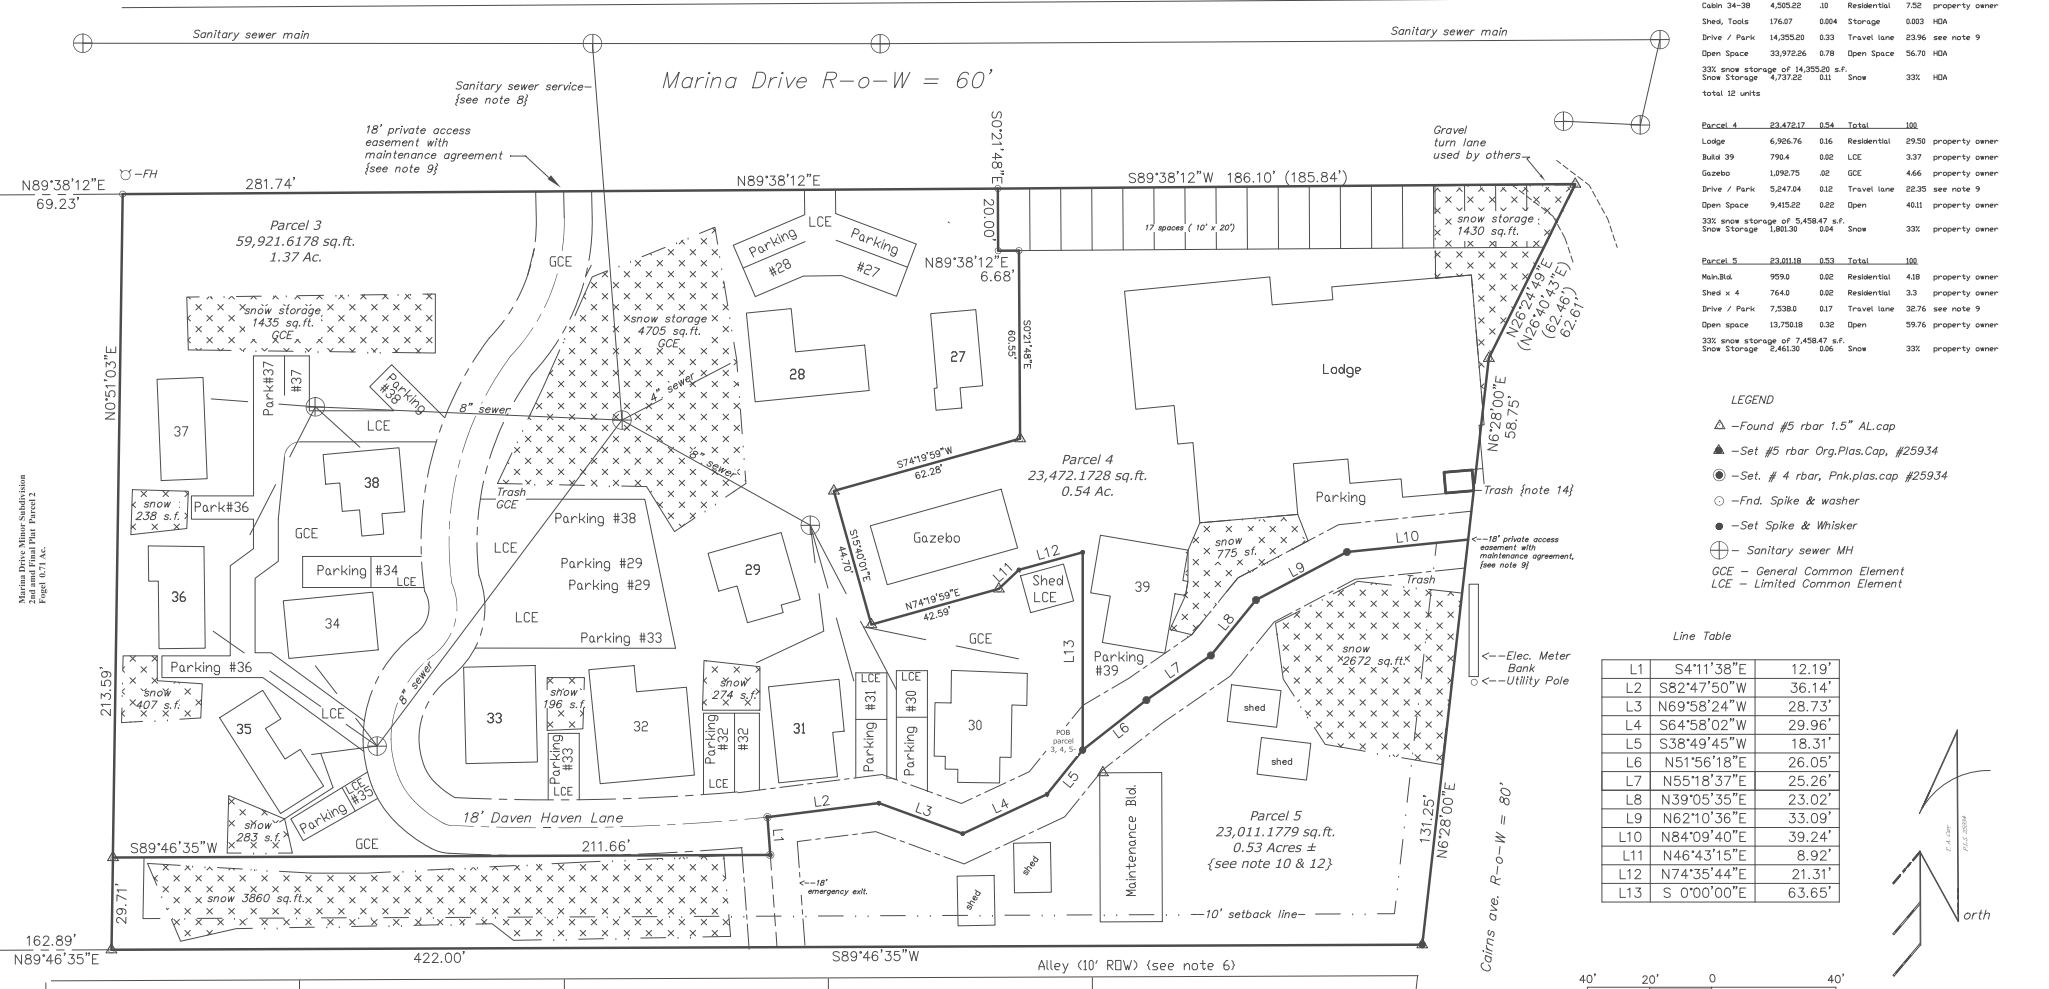 Sanitary sewer main
Sanitary sewer main
Marina Drive R-o-W = 60'
Sanitary sewer service-
{see note 8}
18' private access
easement with
maintenance agreement
{see note 9}
Gravel
turn lane
used by others
-FH
N89°38'12"E
69.23'
281.74'
N89°38'12"E
S0°21'48"E
20.00'
S89°38'12"W 186.10' (185.84')
17 spaces ( 10' x 20')
snow storage
1430 sq.ft.
N89°38'12"E
6.68'
S0°21'48"E
60.55'
N26°24'49"E
(N26°40'43"E)
(62.46')
62.61'
N6°28'00"E
58.75'
Parcel 3
59,921.6178 sq.ft.
1.37 Ac.
GCE
LCE
Parking
#28
Parking
#27
snow storage
1435 sq.ft.
GCE
snow storage
4705 sq.ft.
GCE
28
27
Lodge
N0°51'03"E
213.59'
Park#37
#37
Parking
#38
LCE
8" sewer
4" sewer
8" sewer
37
38
S74°19'59"W
62.28'
Parcel 4
23,472.1728 sq.ft.
0.54 Ac.
Parking
Trash {note 14}
Trash
GCE
Parking #38
snow
238 s.f.
Park#36
GCE
LCE
Parking #29
Parking #29
Gazebo
S15°40'01"E
44.70'
L12
L11
Shed
LCE
N74°19'59"E
42.59'
39
snow
775 sf.
L10
L9
<--18' private access
easement with
maintenance agreement,
{see note 9}
Trash
Parking #34
LCE
36
34
29
LCE
Parking #33
GCE
L13
L8
Parking
#39
L7
snow
2672 sq.ft.
<--Elec. Meter
Bank
<--Utility Pole
Parking #36
snow
407 s.f.
35
LCE
8" sewer
33
snow
196 s.f.
32
snow
274 s.f.
31
LCE
#31
Parking
LCE
#30
Parking
30
POB
parcel
3, 4, 5-
L6
shed
shed
Parking
#33
LCE
Parking
#32
#32
LCE
LCE
Parking
#35
snow
283 s.f.
GCE
18' Daven Haven Lane
L1
L2
L3
L4
L5
Maintenance Bld.
Parcel 5
23,011.1779 sq.ft.
0.53 Acres ±
{see note 10 & 12}
131.25'
N6°28'00"E
Cairns ave. R-o-W = 80'
S89°46'35"W
211.66'
29.71'
snow 3860 sq.ft.
<--18'
emergency exit.
shed
shed
10' setback line
162.89'
N89°46'35"E
422.00'
S89°46'35"W
Alley (10' ROW) {see note 6}
Marina Drive Minor Subdivision
2nd amd Final Plat Parcel 2
Fogel 0.71 Ac.
Cabin 34-38 4,505.22 .10 Residential 7.52 property owner
Shed, Tools 176.07 0.004 Storage 0.003 HOA
Drive / Park 14,355.20 0.33 Travel lane 23.96 see note 9
Open Space 33,972.26 0.78 Open Space 56.70 HOA
33% snow storage of 14,355.20 s.f.
Snow Storage 4,737.22 0.11 Snow 33% HOA
total 12 units
Parcel 4 23,472.17 0.54 Total 100
Lodge 6,926.76 0.16 Residential 29.50 property owner
Build 39 790.4 0.02 LCE 3.37 property owner
Gazebo 1,092.75 .02 GCE 4.66 property owner
Drive / Park 5,247.04 0.12 Travel lane 22.35 see note 9
Open Space 9,415.22 0.22 Open 40.11 property owner
33% snow storage of 5,458.47 s.f.
Snow Storage 1,801.30 0.04 Snow 33% property owner
Parcel 5 23,011.18 0.53 Total 100
Main.Bld. 959.0 0.02 Residential 4.18 property owner
Shed x 4 764.0 0.02 Residential 3.3 property owner
Drive / Park 7,538.0 0.17 Travel lane 32.76 see note 9
Open space 13,750.18 0.32 Open 59.76 property owner
33% snow storage of 7,458.47 s.f.
Snow Storage 2,461.30 0.06 Snow 33% property owner
LEGEND
-Found #5 rbar 1.5" AL.cap
-Set #5 rbar Org.Plas.Cap, #25934
-Set. # 4 rbar, Pnk.plas.cap #25934
-Fnd. Spike & washer
-Set Spike & Whisker
- Sanitary sewer MH
GCE - General Common Element
LCE - Limited Common Element
Line Table
L1 S4°11'38"E 12.19'
L2 S82°47'50"W 36.14'
L3 N69°58'24"W 28.73'
L4 S64°58'02"W 29.96'
L5 S38°49'45"W 18.31'
L6 N51°56'18"E 26.05'
L7 N55°18'37"E 25.26'
L8 N39°05'35"E 23.02'
L9 N62°10'36"E 33.09'
L10 N84°09'40"E 39.24'
L11 N46°43'15"E 8.92'
L12 N74°35'44"E 21.31'
L13 S 0°00'00"E 63.65'
orth
40' 20' 0 40'